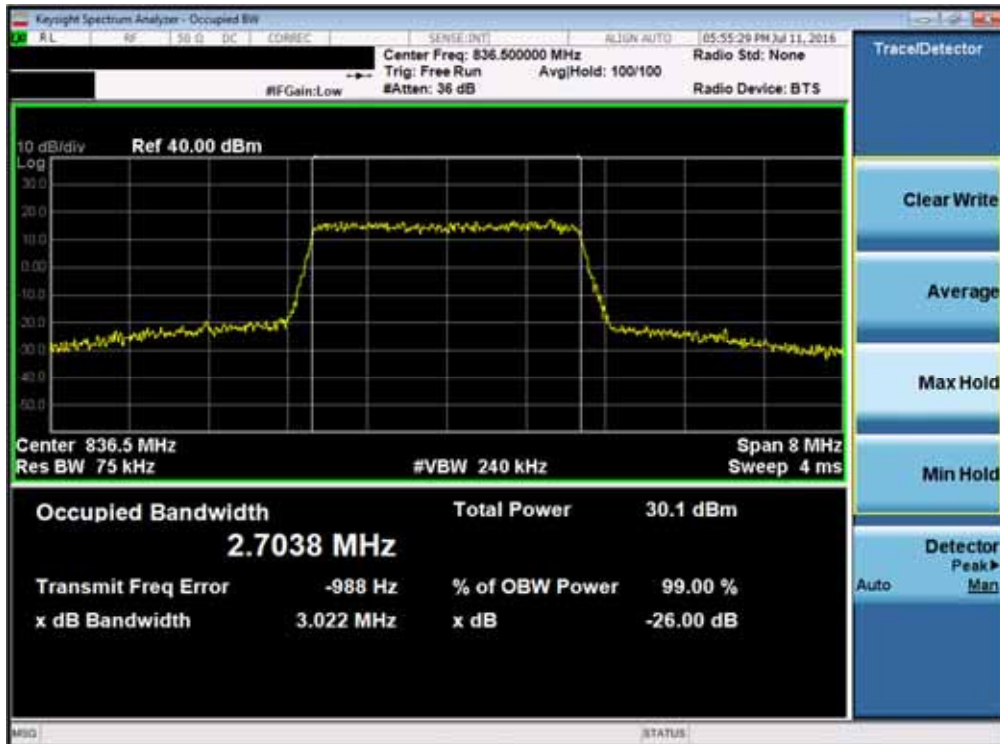 Keysight Spectrum Analyzer - Occupied BW
RL RF 50 Ω DC CORREC SENSE:INT ALIGN AUTO 05:55:29 PM Jul 11, 2016
Center Freq: 836.500000 MHz Radio Std: None
Trig: Free Run Avg|Hold: 100/100
#IFGain:Low #Atten: 36 dB Radio Device: BTS
Trace/Detector
10 dB/div Ref 40.00 dBm
Log
30.0
20.0
10.0
0.00
-10.0
-20.0
-30.0
-40.0
-50.0
Center 836.5 MHz Span 8 MHz
Res BW 75 kHz #VBW 240 kHz Sweep 4 ms
Occupied Bandwidth Total Power 30.1 dBm
2.7038 MHz
Transmit Freq Error -988 Hz % of OBW Power 99.00 %
x dB Bandwidth 3.022 MHz x dB -26.00 dB
Clear Write
Average
Max Hold
Min Hold
Detector
Peak▶
Auto Man
MSG STATUS